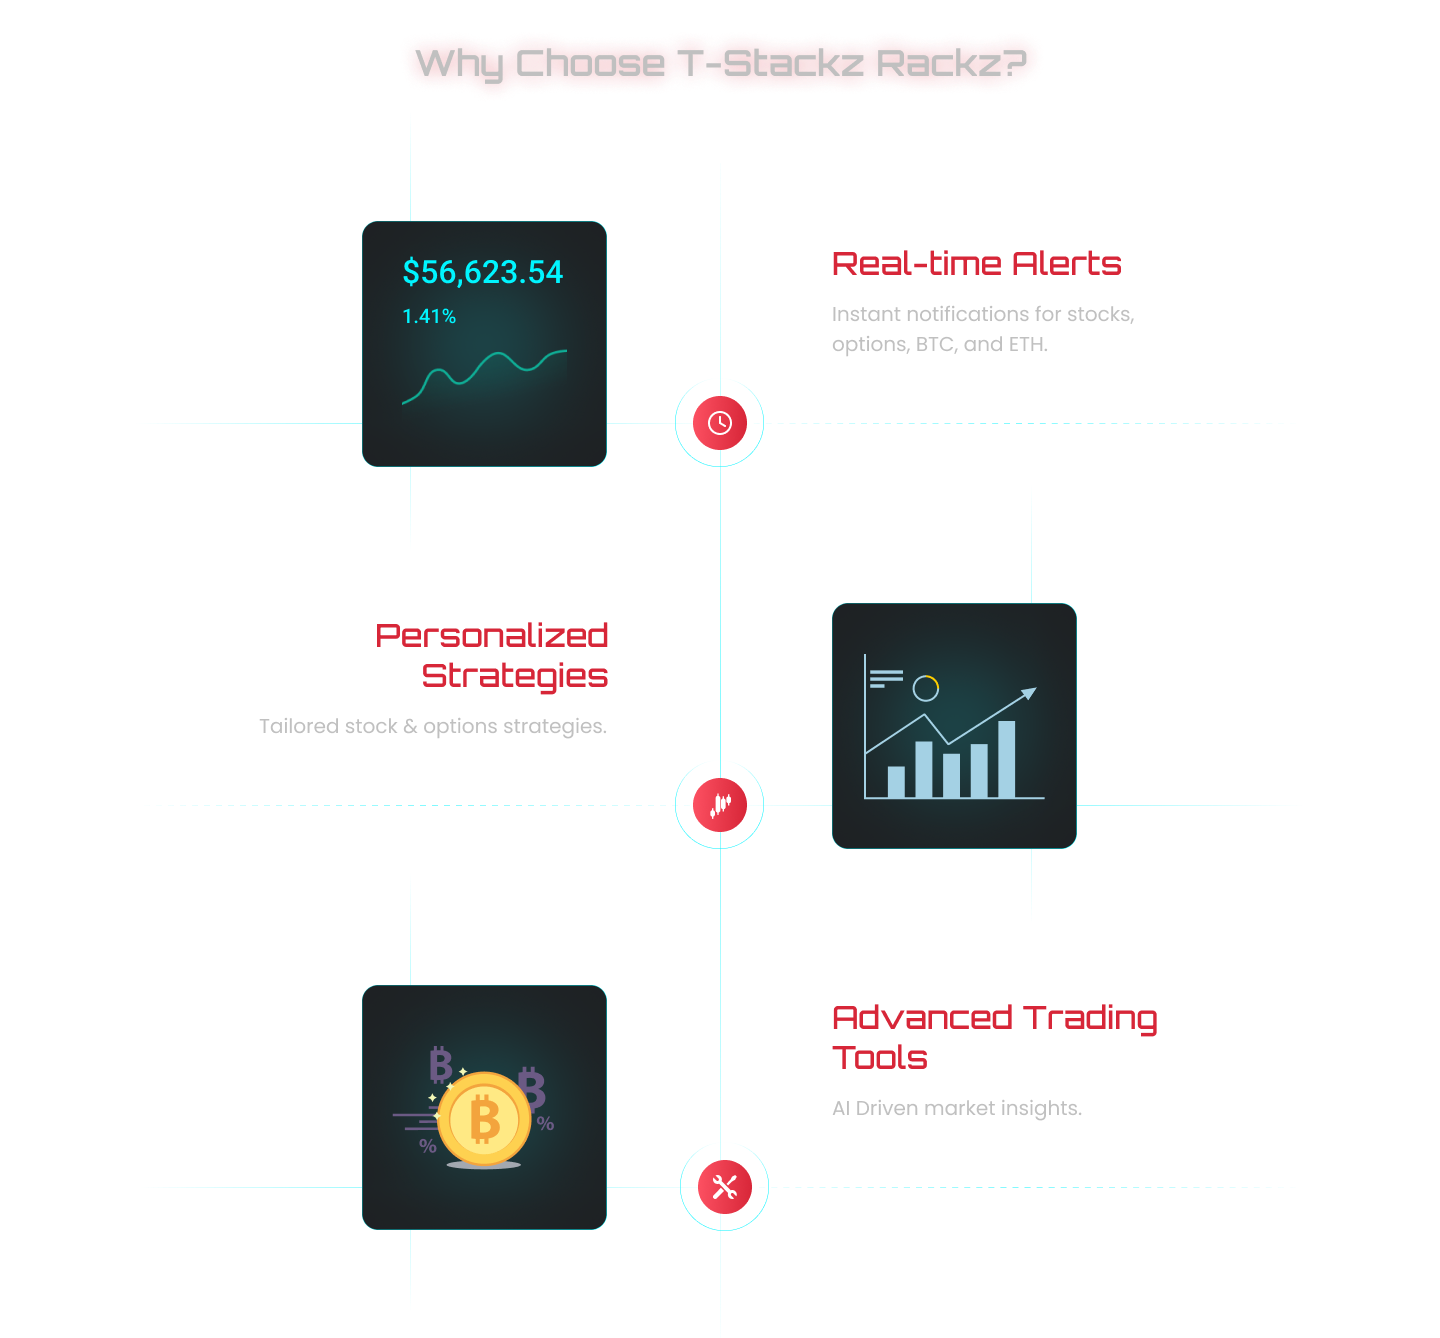 Why Choose T-Stackz Rackz?
$56,623.54
1.41%
Real-time Alerts
Instant notifications for stocks,
options, BTC, and ETH.
Personalized
Strategies
Tailored stock & options strategies.
Advanced Trading
Tools
AI Driven market insights.
%
%